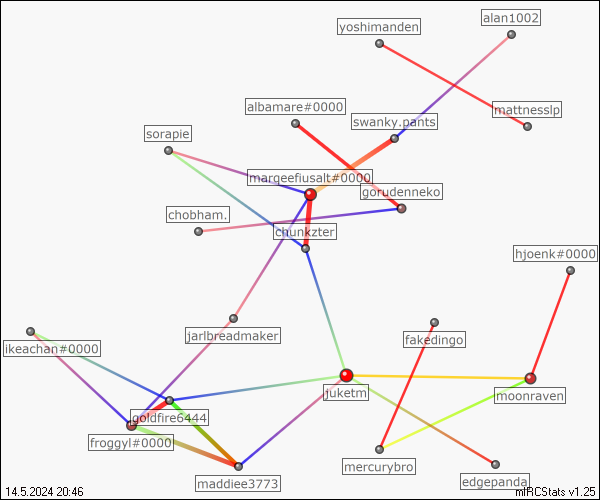 alan1002
yoshimanden
albamare#0000
mattnesslp
swanky.pants
sorapie
marqeefiusalt#0000
gorudenneko
chobham.
chunkzter
hjoenk#0000
jarlbreadmaker
fakedingo
ikeachan#0000
juketm
moonraven
goldfire6444
froggyl#0000
mercurybro
maddiee3773
edgepanda
14.5.2024 20:46
mIRCStats v1.25